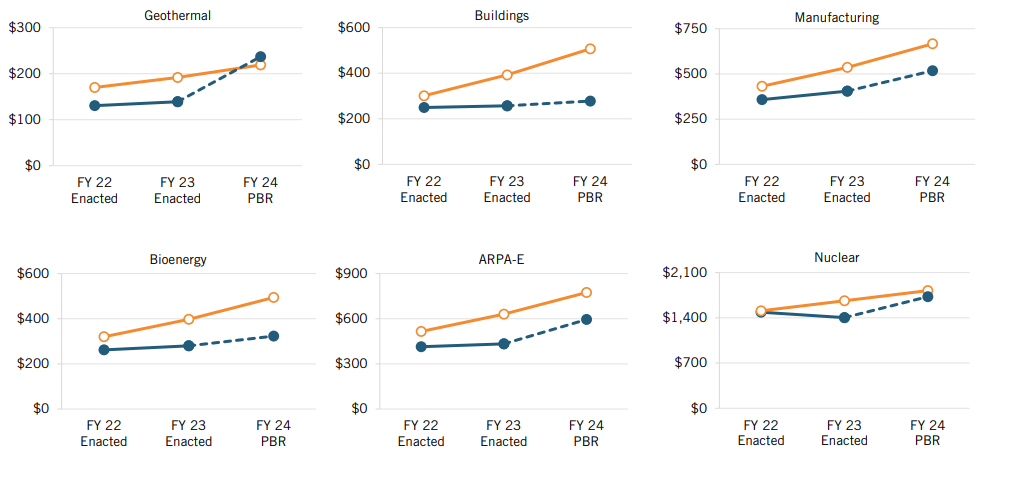 Geothermal
$300
$200
$100
$0
FY 22
Enacted
FY 23
Enacted
FY 24
PBR
Buildings
$600
$400
$200
$0
FY 22
Enacted
FY 23
Enacted
FY 24
PBR
Manufacturing
$750
$500
$250
$0
FY 22
Enacted
FY 23
Enacted
FY 24
PBR
Bioenergy
$600
$400
$200
$0
FY 22
Enacted
FY 23
Enacted
FY 24
PBR
ARPA-E
$900
$600
$300
$0
FY 22
Enacted
FY 23
Enacted
FY 24
PBR
Nuclear
$2,100
$1,400
$700
$0
FY 22
Enacted
FY 23
Enacted
FY 24
PBR